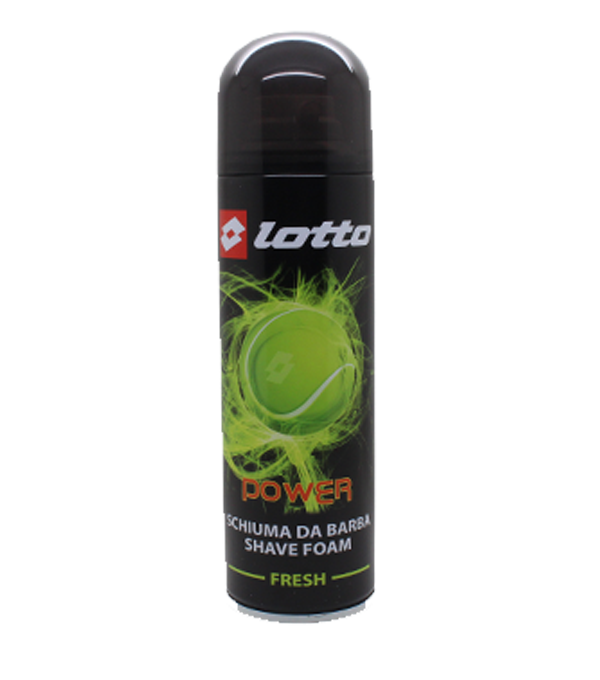 lotto
POWER
SCHIUMA DA BARBA
SHAVE FOAM
FRESH